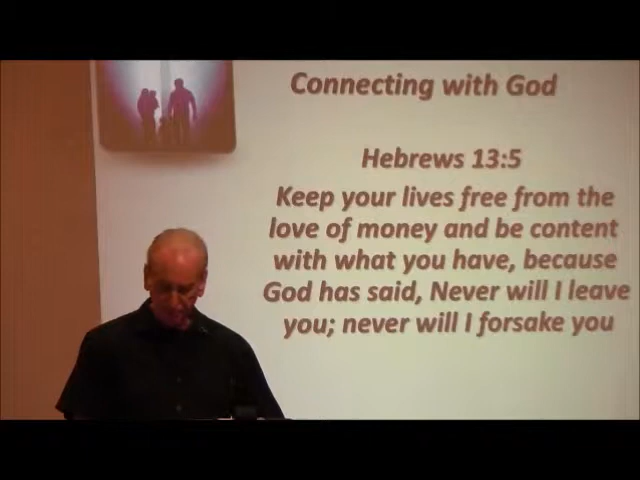 Connecting with God
Hebrews 13:5
Keep your lives free from the
love of money and be content
with what you have, because
God has said, Never will I leave
you; never will I forsake you